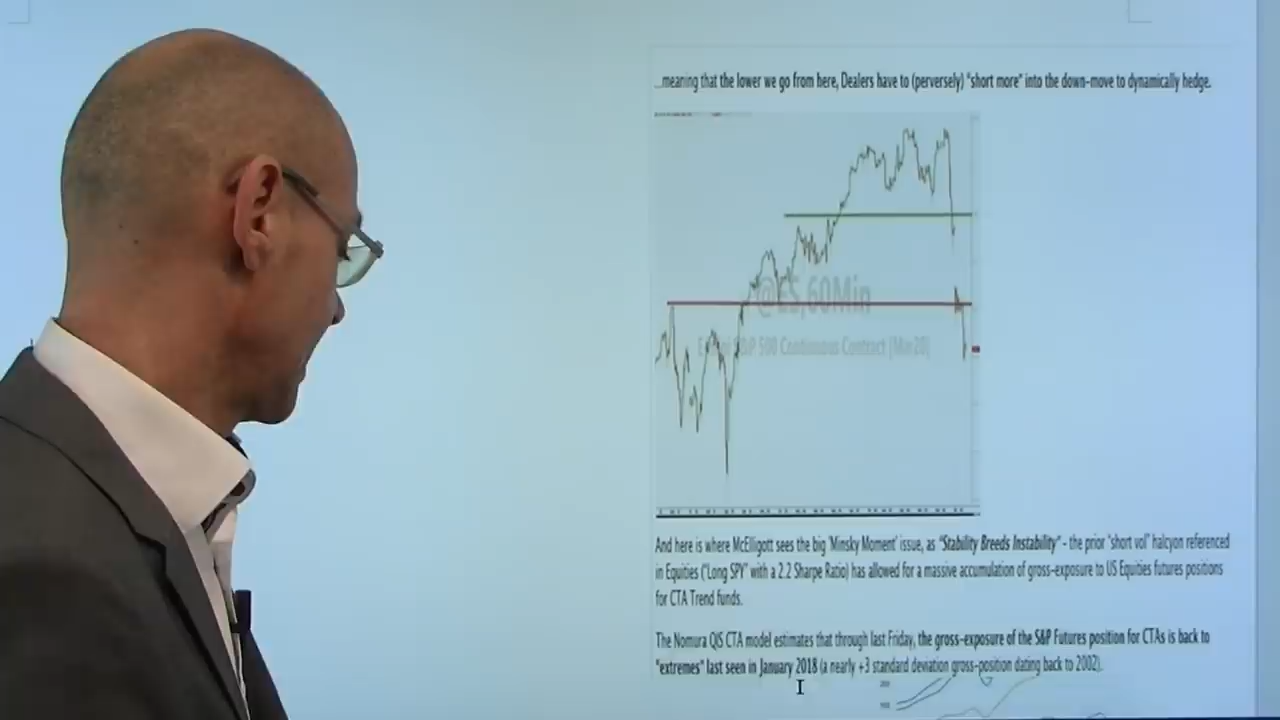 ...meaning that the lower we go from here, Dealers have to (perversely) "short more" into the down-move to dynamically hedge.
@ES,60Min
S&P 500 Continuous Contract [Mar20]
And here is where McElligott sees the big 'Minsky Moment' issue, as "Stability Breeds Instability" - the prior 'short vol' halcyon referenced
in Equities ("Long SPY" with a 2.2 Sharpe Ratio) has allowed for a massive accumulation of gross-exposure to US Equities futures positions
for CTA Trend funds.
The Nomura QIS CTA model estimates that through last Friday, the gross-exposure of the S&P Futures position for CTAs is back to
"extremes" last seen in January 2018 (a nearly +3 standard deviation gross-position dating back to 2002).